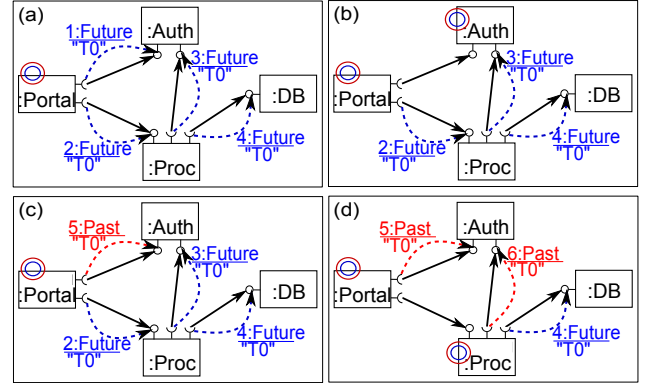 (a)
1:Future
"T0"
:Auth
3:Future
"T0"
:Portal
:DB
2:Future
"T0"
4:Future
"T0"
:Proc
(b)
:Auth
3:Future
"T0"
:Portal
:DB
2:Future
"T0"
4:Future
"T0"
:Proc
(c)
5:Past
"T0"
:Auth
3:Future
"T0"
:Portal
:DB
2:Future
"T0"
4:Future
"T0"
:Proc
(d)
5:Past
"T0"
:Auth
6:Past
"T0"
:Portal
:DB
4:Future
"T0"
:Proc